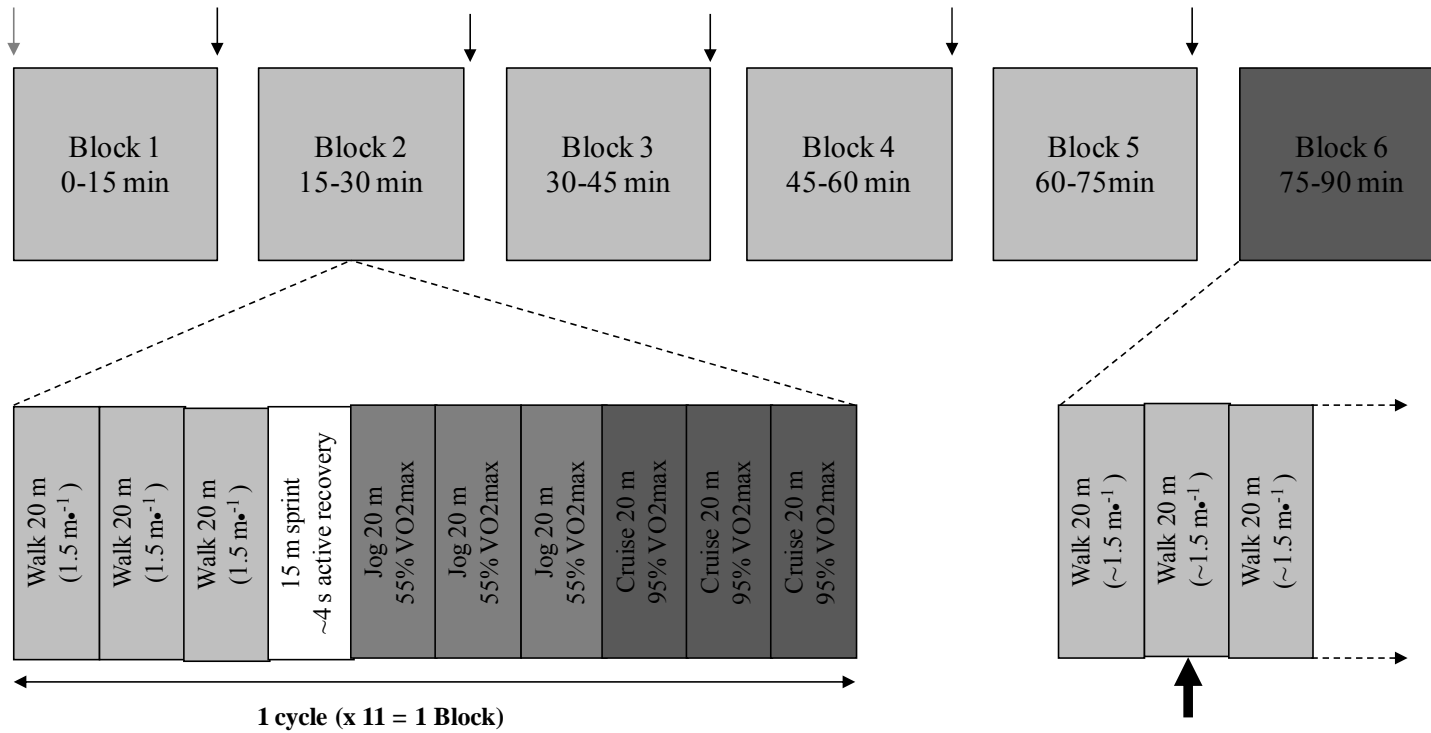 Block 1
0-15 min
Block 2
15-30 min
Block 3
30-45 min
Block 4
45-60 min
Block 5
60-75min
Block 6
75-90 min
Walk 20 m
(1.5 m•⁻¹ )
Walk 20 m
(1.5 m•⁻¹ )
Walk 20 m
(1.5 m•⁻¹ )
15 m sprint
~4 s active recovery
Jog 20 m
55% VO2max
Jog 20 m
55% VO2max
Jog 20 m
55% VO2max
Cruise 20 m
95% VO2max
Cruise 20 m
95% VO2max
Cruise 20 m
95% VO2max
Walk 20 m
(~1.5 m•⁻¹ )
Walk 20 m
(~1.5 m•⁻¹ )
Walk 20 m
(~1.5 m•⁻¹ )
1 cycle (x 11 = 1 Block)